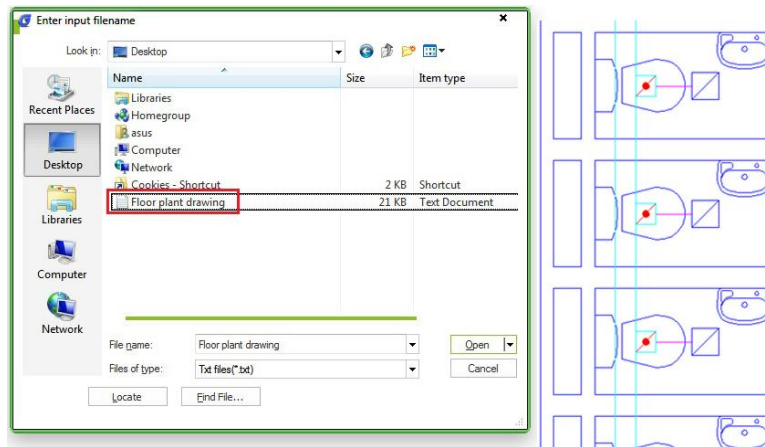 Enter input filename
Look in: Desktop
Name Size Item type
Libraries
Homegroup
asus
Computer
Network
Cookies - Shortcut 2 KB Shortcut
Floor plant drawing 21 KB Text Document
Recent Places
Desktop
Libraries
Computer
Network
File name: Floor plant drawing Open
Files of type: Txt files(*.txt) Cancel
Locate Find File...